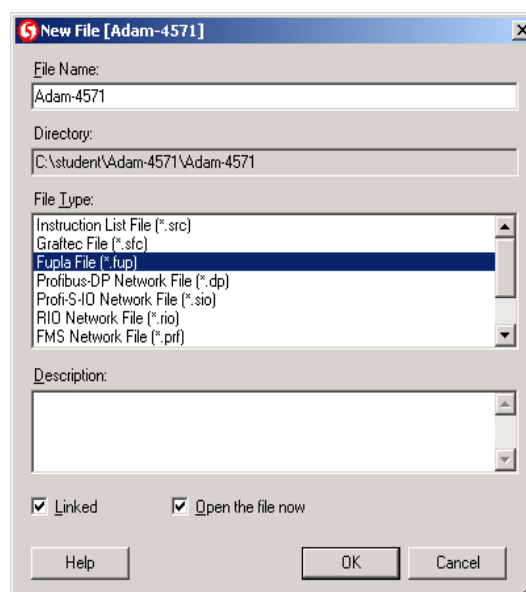 New File [Adam-4571]
File Name:
Adam-4571
Directory:
C:\student\Adam-4571\Adam-4571
File Type:
Instruction List File (*.src)
Graftec File (*.sfc)
Fupla File (*.fup)
Profibus-DP Network File (*.dp)
Profi-S-IO Network File (*.sio)
RIO Network File (*.rio)
FMS Network File (*.prf)
Description:
Linked Open the file now
Help OK Cancel